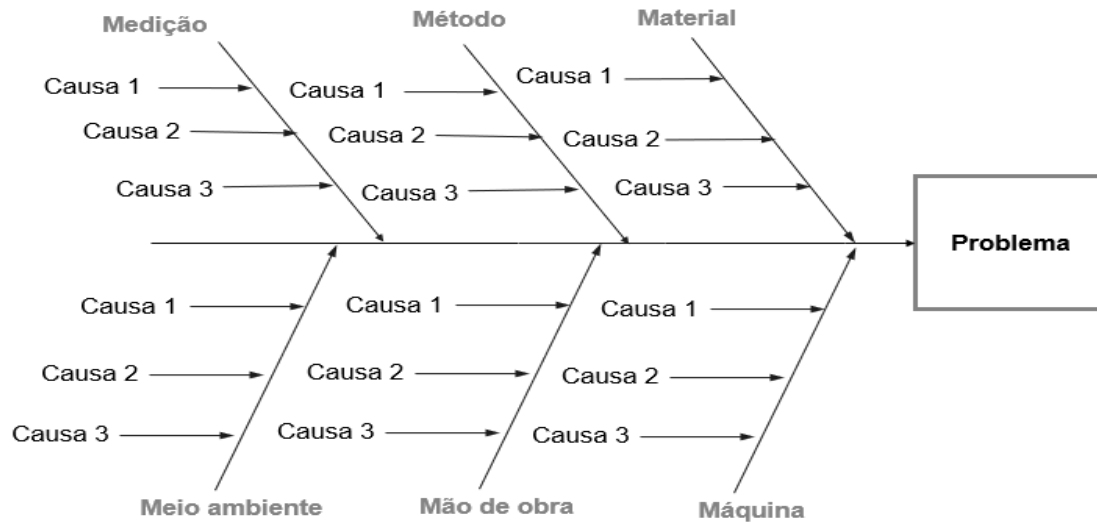 Medição
Método
Material
Causa 1
Causa 1
Causa 1
Causa 2
Causa 2
Causa 2
Causa 3
Causa 3
Causa 3
Problema
Causa 1
Causa 1
Causa 1
Causa 2
Causa 2
Causa 2
Causa 3
Causa 3
Causa 3
Meio ambiente
Mão de obra
Máquina